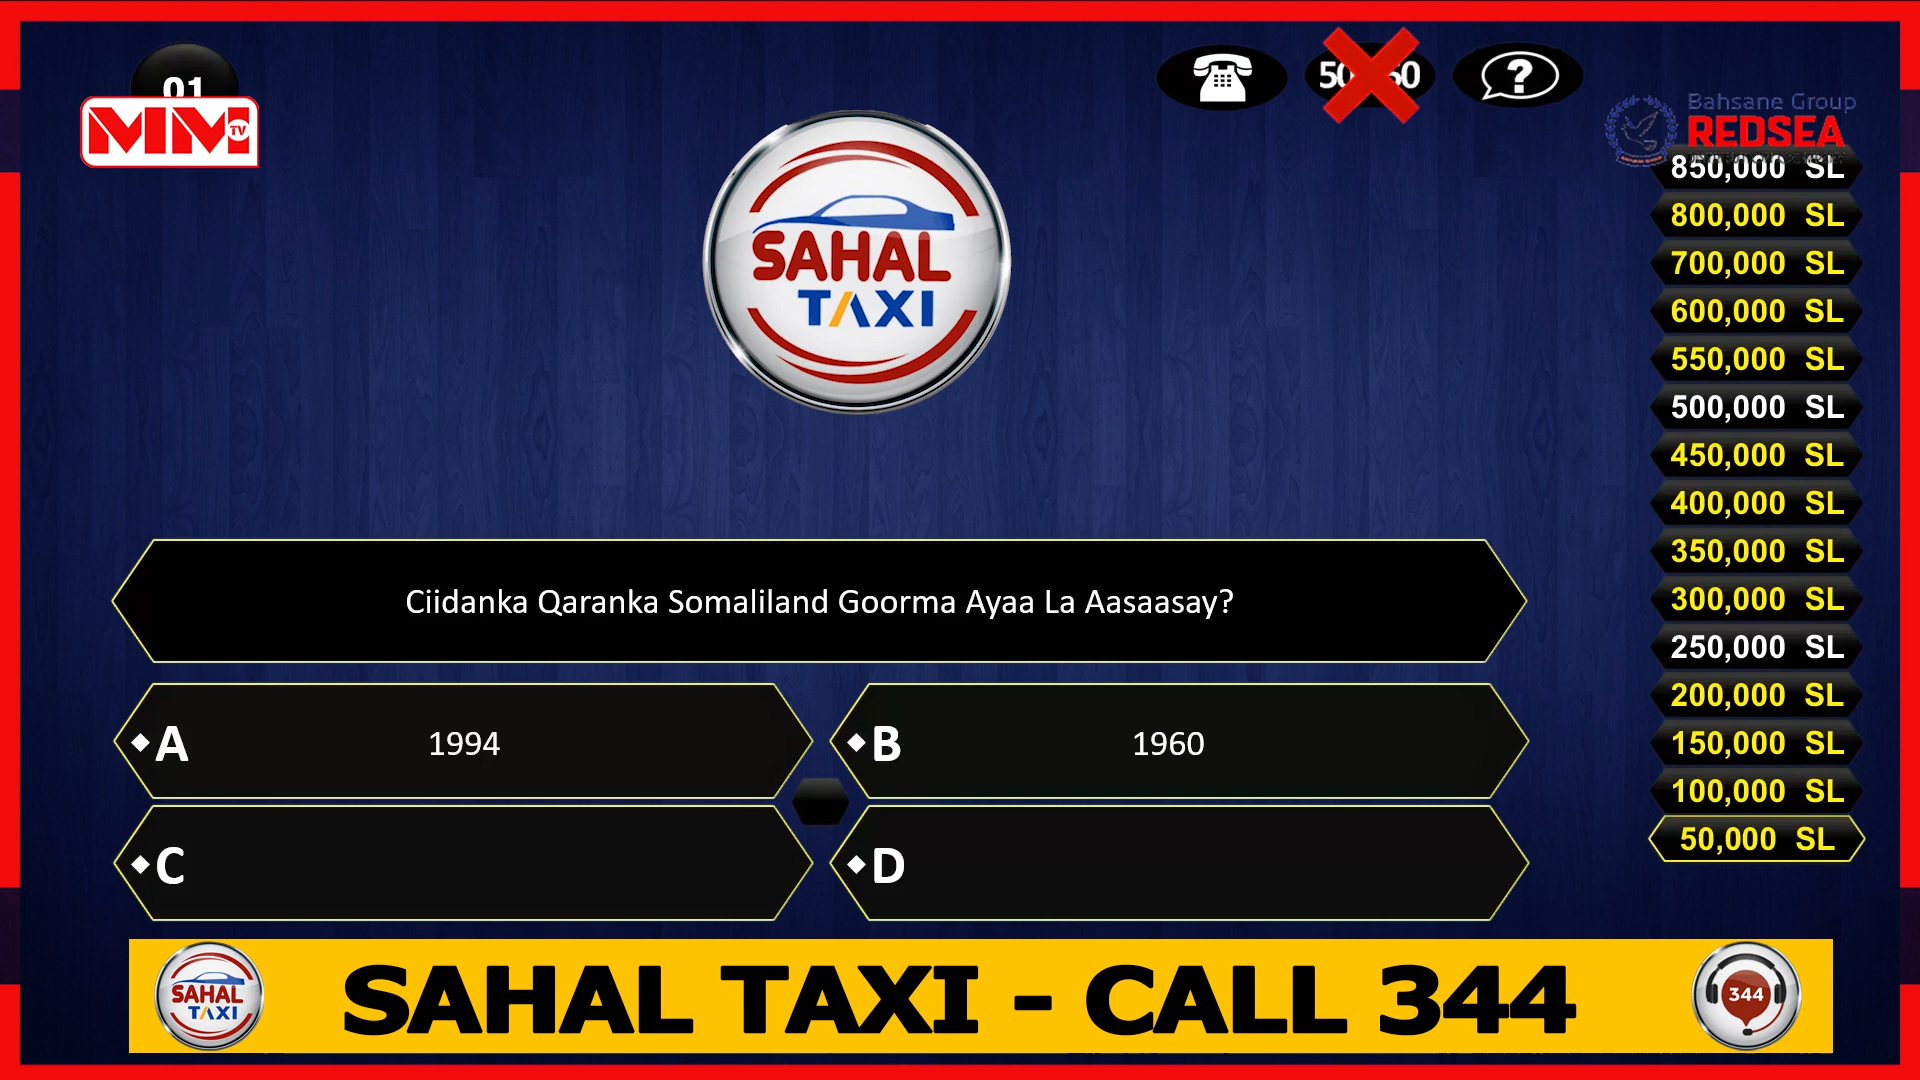 01
MM TV
50 50
?
Bahsane Group
REDSEA
SAHAL
TAXI
850,000 SL
800,000 SL
700,000 SL
600,000 SL
550,000 SL
500,000 SL
450,000 SL
400,000 SL
350,000 SL
300,000 SL
250,000 SL
200,000 SL
150,000 SL
100,000 SL
50,000 SL
Ciidanka Qaranka Somaliland Goorma Ayaa La Aasaasay?
A 1994
B 1960
C
D
SAHAL
TAXI
SAHAL TAXI - CALL 344
344